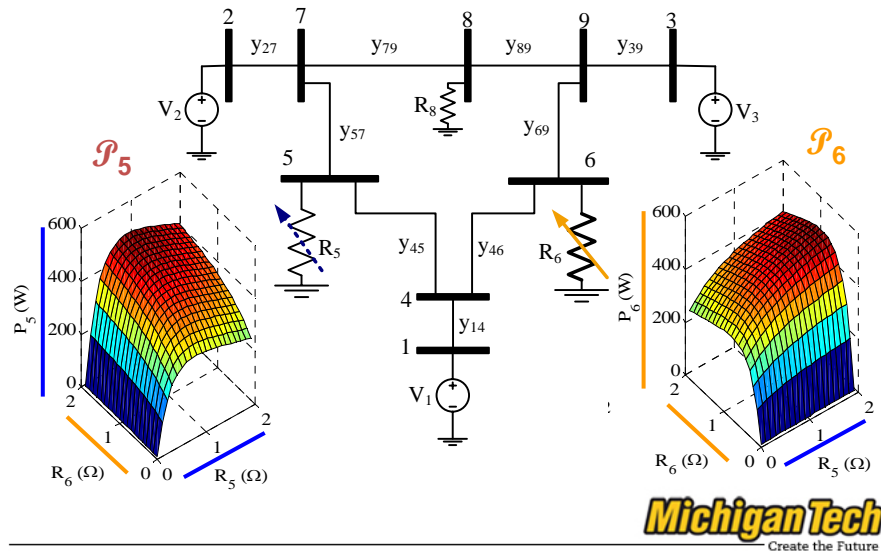 2 7 8 9 3
y27 y79 y89 y39
V2 R8 V3
y57 y69
𝒫5 5 6 𝒫6
R5 R6
y45 y46
4
y14
1
V1
600
400
200
0
P5 (W)
2
1
0
R6 (Ω)
0
1
2
R5 (Ω)
600
400
200
0
P6 (W)
2
1
0
R6 (Ω)
0
1
2
R5 (Ω)
Michigan Tech
Create the Future